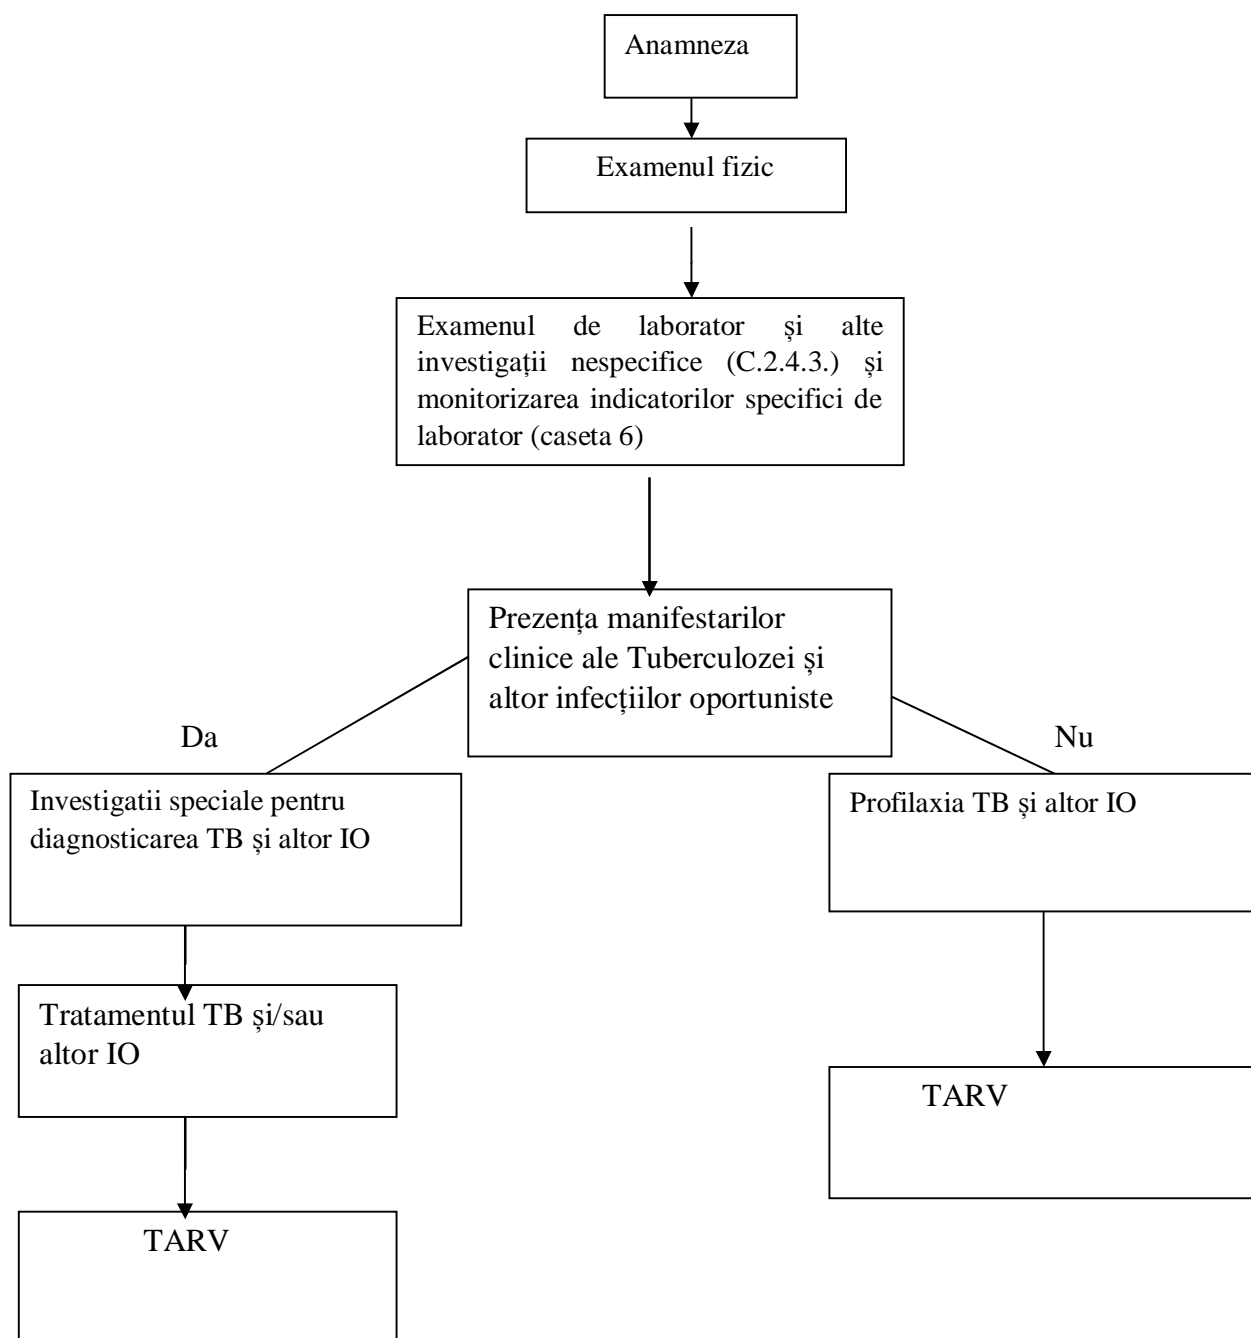 Anamneza
Examenul fizic
Examenul de laborator și alte
investigații nespecifice (C.2.4.3.) și
monitorizarea indicatorilor specifici de
laborator (caseta 6)
Prezența manifestarilor
clinice ale Tuberculozei și
altor infecțiilor oportuniste
Da
Nu
Investigatii speciale pentru
diagnosticarea TB și altor IO
Profilaxia TB și altor IO
Tratamentul TB și/sau
altor IO
TARV
TARV